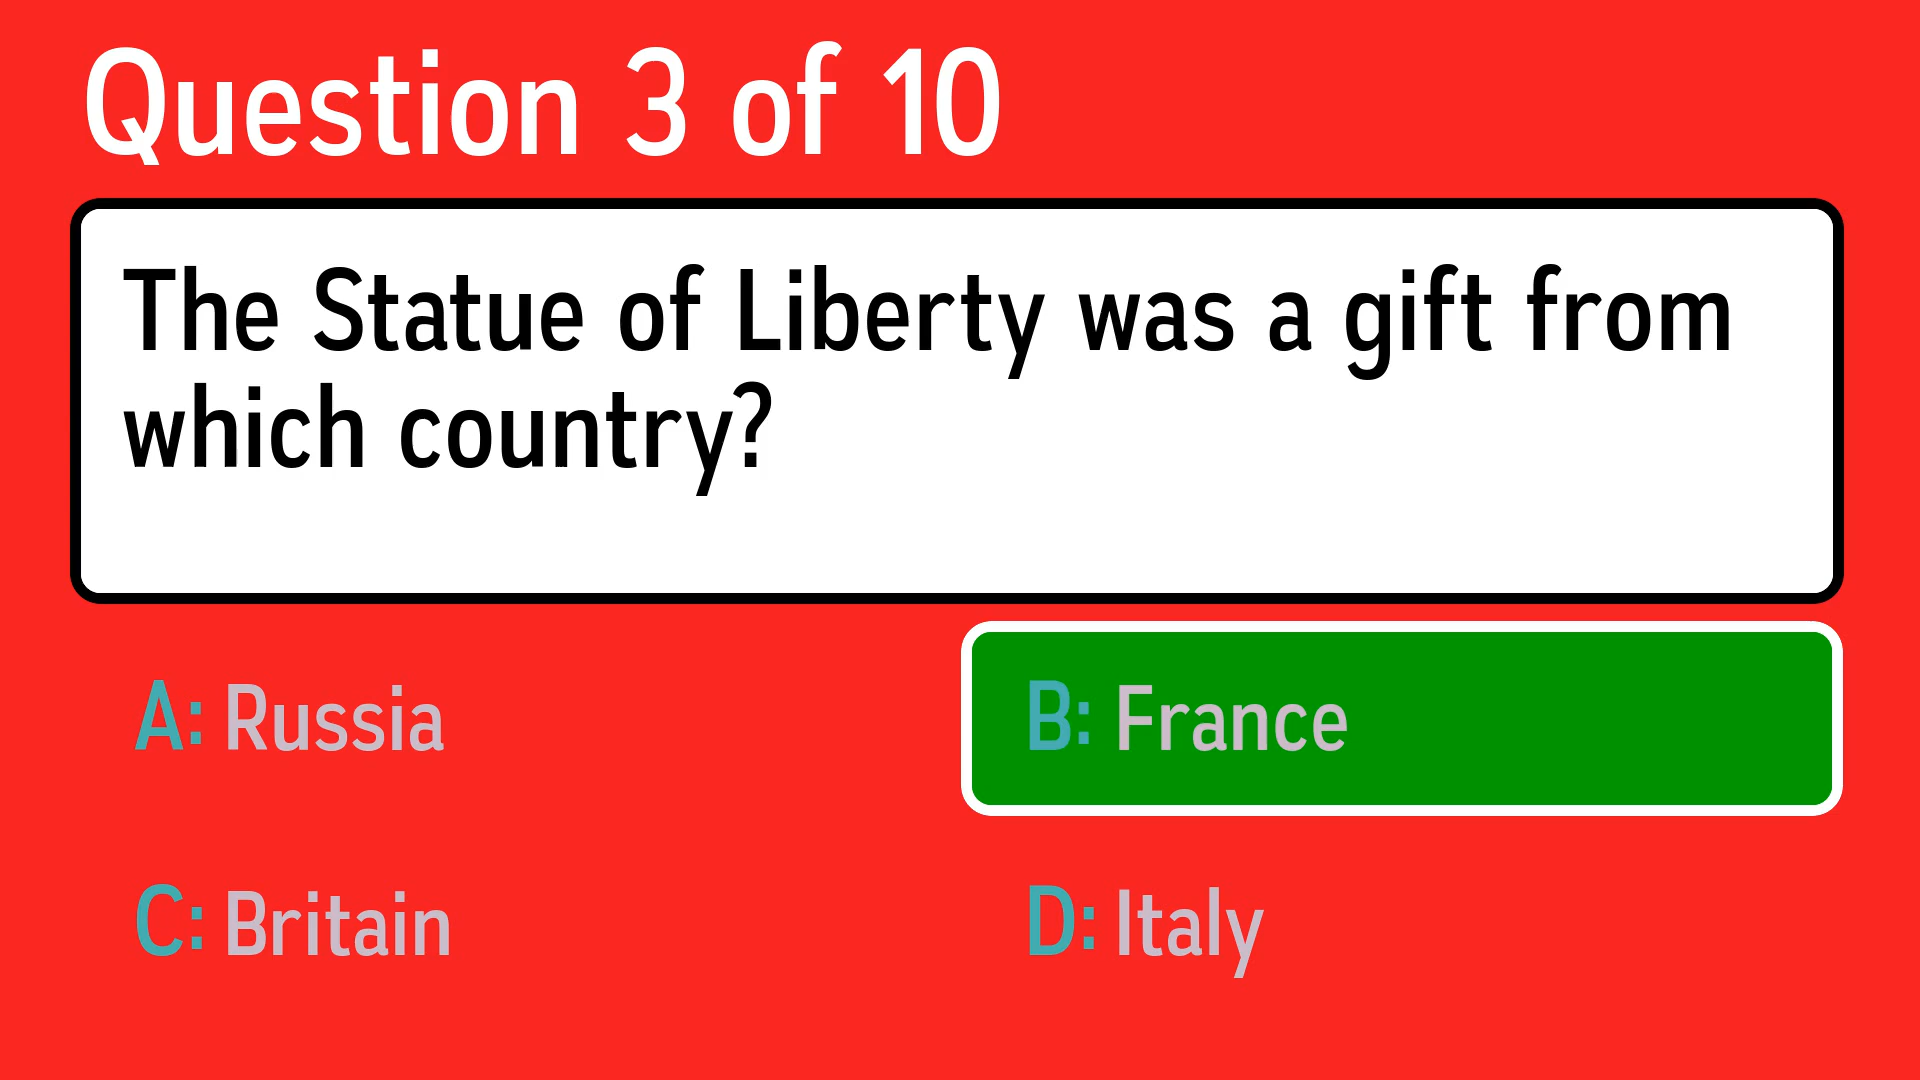 Question 3 of 10
The Statue of Liberty was a gift from
which country?
A: Russia
B: France
C: Britain
D: Italy